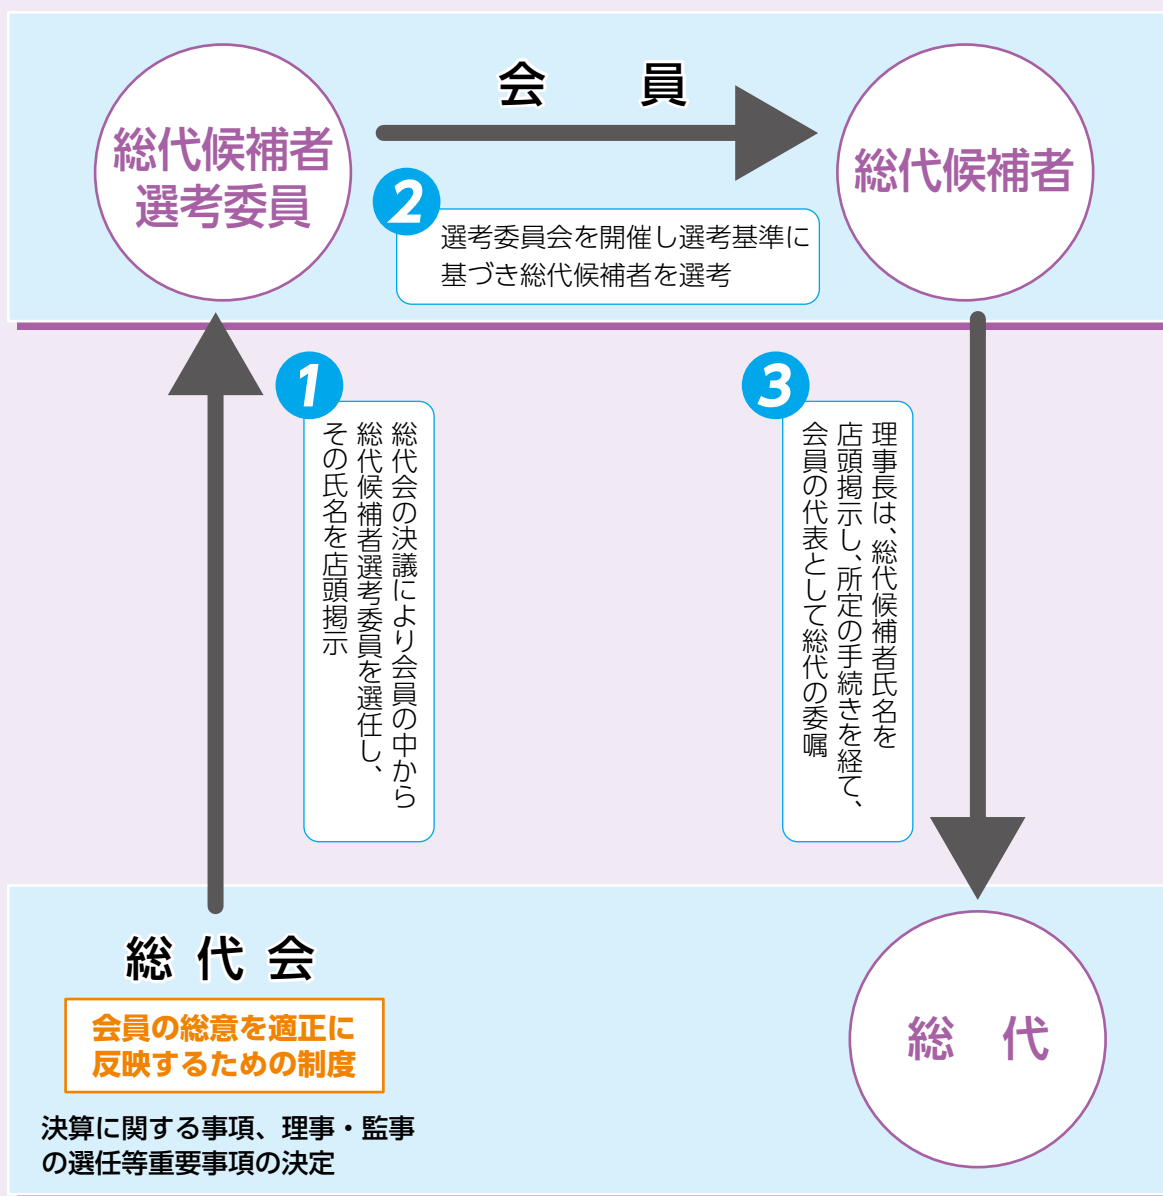 会　員
総代候補者
選考委員
総代候補者
2
選考委員会を開催し選考基準に
基づき総代候補者を選考
1
総代会の決議により会員の中から
総代候補者選考委員を選任し、
その氏名を店頭掲示
3
理事長は、総代候補者氏名を
店頭掲示し、所定の手続きを経て、
会員の代表として総代の委嘱
総代会
会員の総意を適正に
反映するための制度
決算に関する事項、理事・監事
の選任等重要事項の決定
総　代